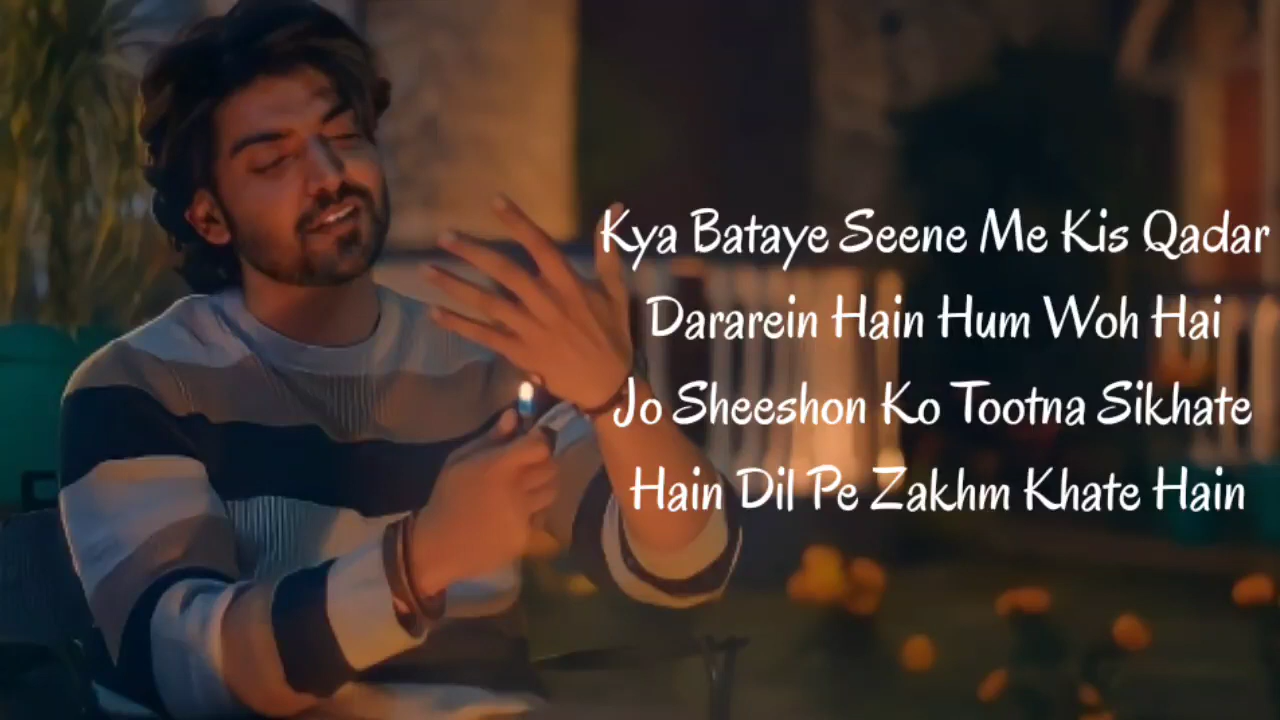 Kya Bataye Seene Me Kis Qadar
Dararein Hain Hum Woh Hai
Jo Sheeshon Ko Tootna Sikhate
Hain Dil Pe Zakhm Khate Hain